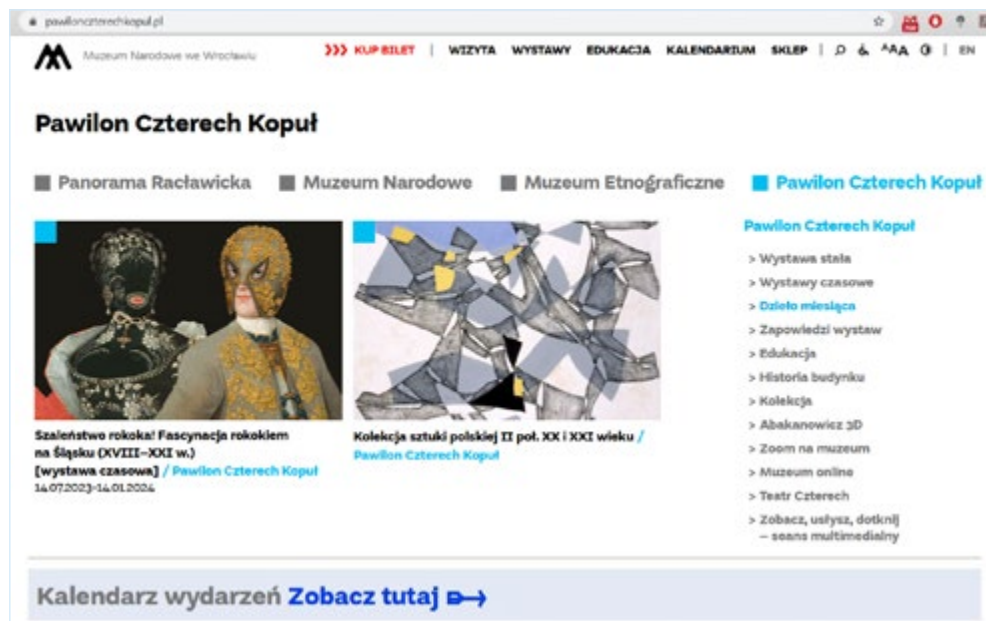 pawilonczterechkopul.pl
Muzeum Narodowe we Wrocławiu
KUP BILET | WIZYTA WYSTAWY EDUKACJA KALENDARIUM SKLEP | AAA | EN
Pawilon Czterech Kopuł
Panorama Racławicka Muzeum Narodowe Muzeum Etnograficzne Pawilon Czterech Kopuł
Szaleństwo rokoka! Fascynacja rokokiem
na Śląsku (XVIII–XXI w.)
[wystawa czasowa] / Pawilon Czterech Kopuł
14.07.2023-14.01.2024
Kolekcja sztuki polskiej II poł. XX i XXI wieku /
Pawilon Czterech Kopuł
Pawilon Czterech Kopuł
> Wystawa stała
> Wystawy czasowe
> Dzieło miesiąca
> Zapowiedzi wystaw
> Edukacja
> Historia budynku
> Kolekcja
> Abakanowicz 3D
> Zoom na muzeum
> Muzeum online
> Teatr Czterech
> Zobacz, usłysz, dotknij
– seans multimedialny
Kalendarz wydarzeń Zobacz tutaj